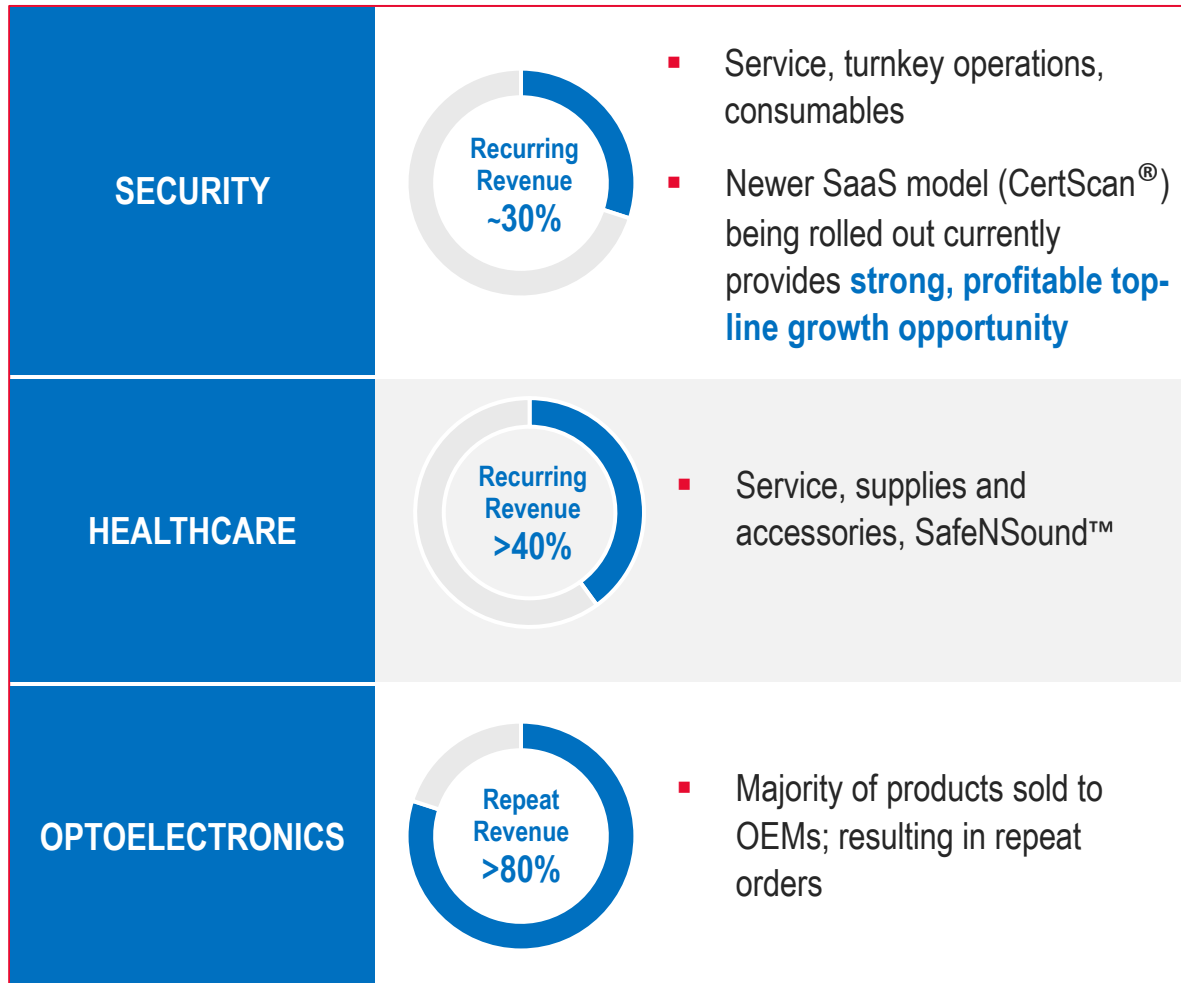 SECURITY
Recurring
Revenue
~30%
▪ Service, turnkey operations,
consumables
▪ Newer SaaS model (CertScan®)
being rolled out currently
provides strong, profitable top-
line growth opportunity
HEALTHCARE
Recurring
Revenue
>40%
▪ Service, supplies and
accessories, SafeNSound™
OPTOELECTRONICS
Repeat
Revenue
>80%
▪ Majority of products sold to
OEMs; resulting in repeat
orders